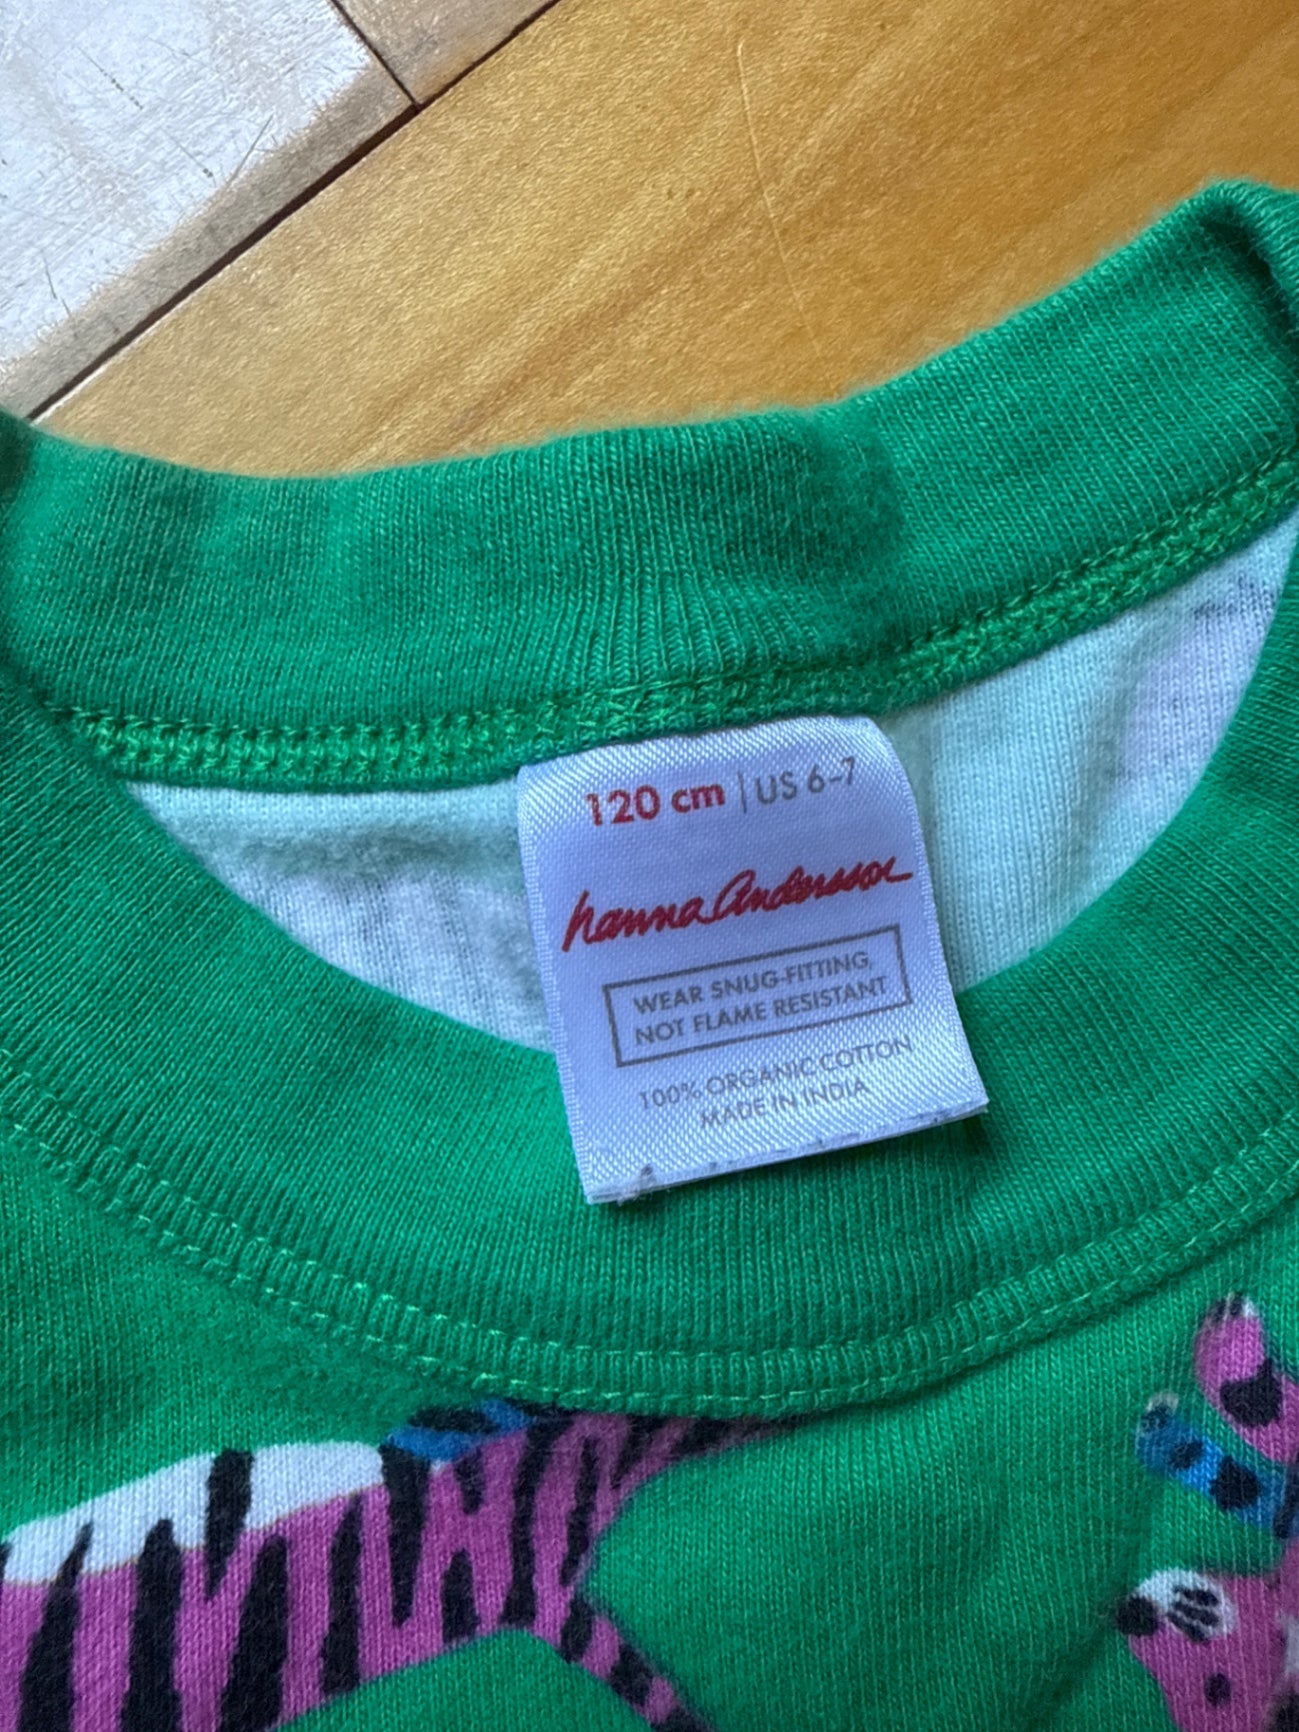 120 cm | US 6-7
hanna Andersson
WEAR SNUG-FITTING,
NOT FLAME RESISTANT
100% ORGANIC COTTON
MADE IN INDIA